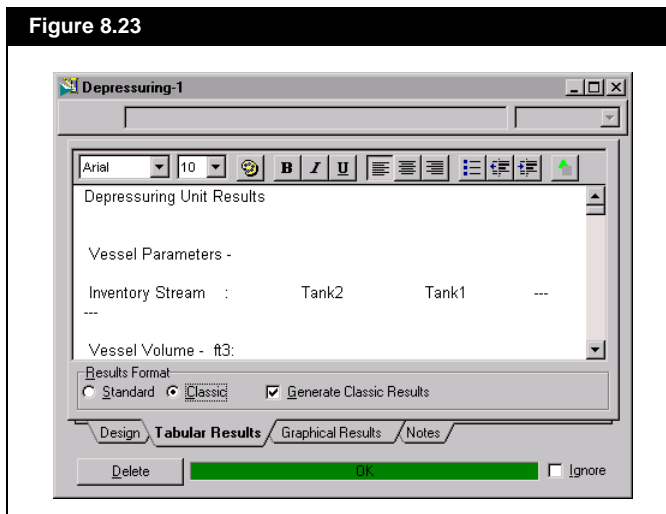 Figure 8.23
Depressuring-1
Arial 10 B I U
Depressuring Unit Results
Vessel Parameters -
Inventory Stream : Tank2 Tank1 ---
---
Vessel Volume - ft3:
Results Format
Standard Classic Generate Classic Results
Design Tabular Results Graphical Results Notes
Delete OK Ignore